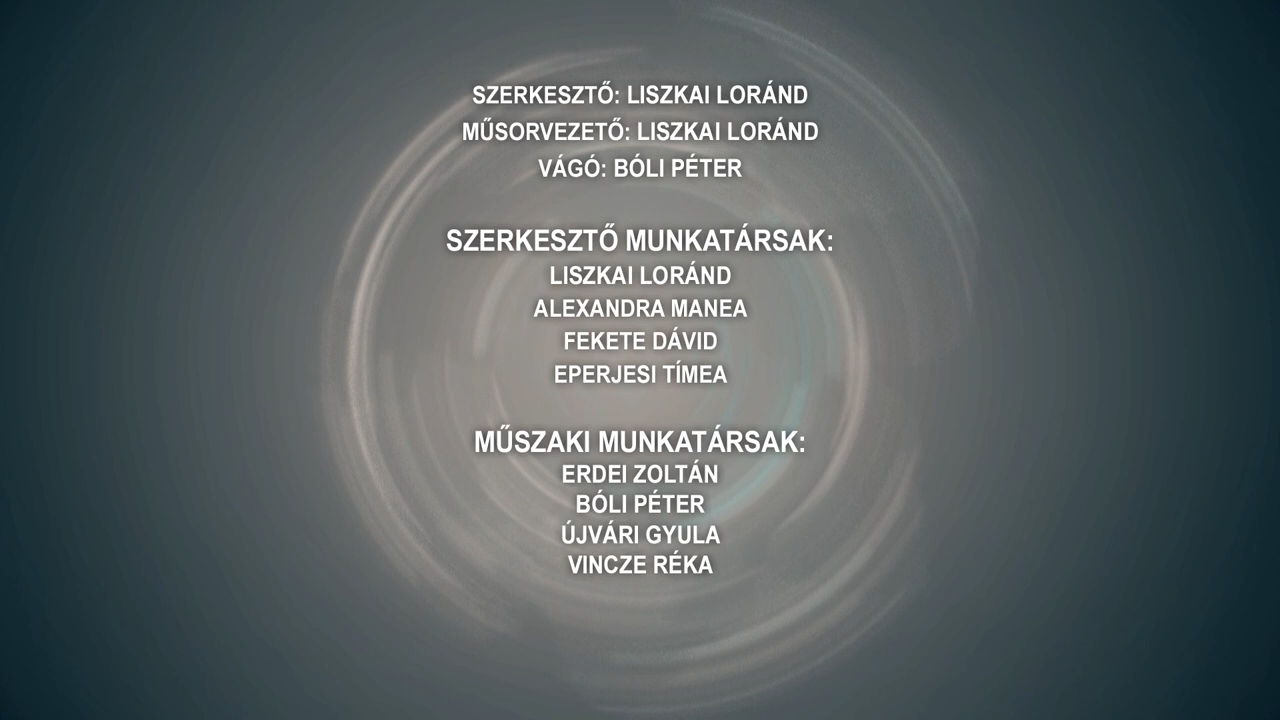 SZERKESZTŐ: LISZKAI LORÁND
MŰSORVEZETŐ: LISZKAI LORÁND
VÁGÓ: BÓLI PÉTER
SZERKESZTŐ MUNKATÁRSAK:
LISZKAI LORÁND
ALEXANDRA MANEA
FEKETE DÁVID
EPERJESI TÍMEA
MŰSZAKI MUNKATÁRSAK:
ERDEI ZOLTÁN
BÓLI PÉTER
ÚJVÁRI GYULA
VINCZE RÉKA